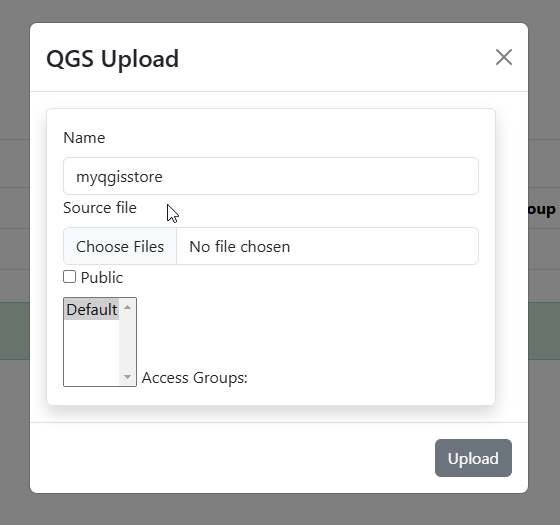 QGS Upload
Name
myqgisstore
Source file
Choose Files No file chosen
Public
Default
Access Groups:
Upload
oup